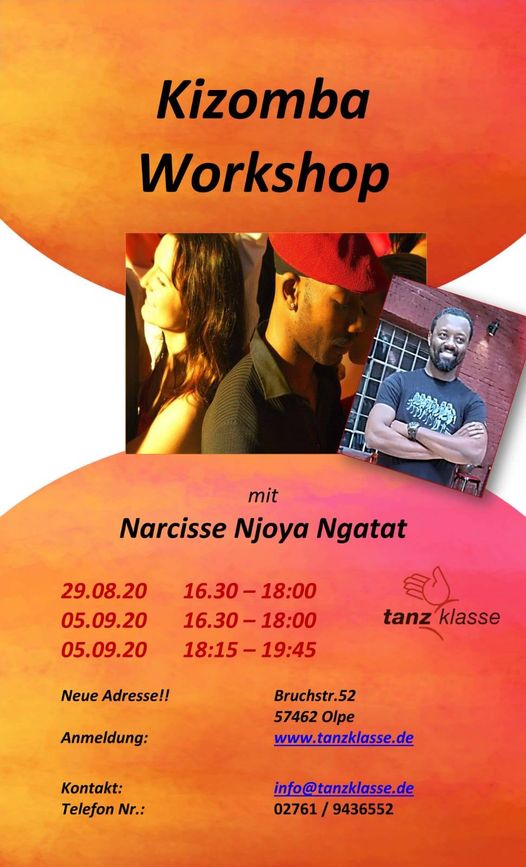 Kizomba
Workshop
mit
Narcisse Njoya Ngatat
29.08.20 16.30 – 18:00
05.09.20 16.30 – 18:00
05.09.20 18:15 – 19:45
tanz klasse
Neue Adresse!! Bruchstr.52
57462 Olpe
Anmeldung: www.tanzklasse.de
Kontakt: info@tanzklasse.de
Telefon Nr.: 02761 / 9436552